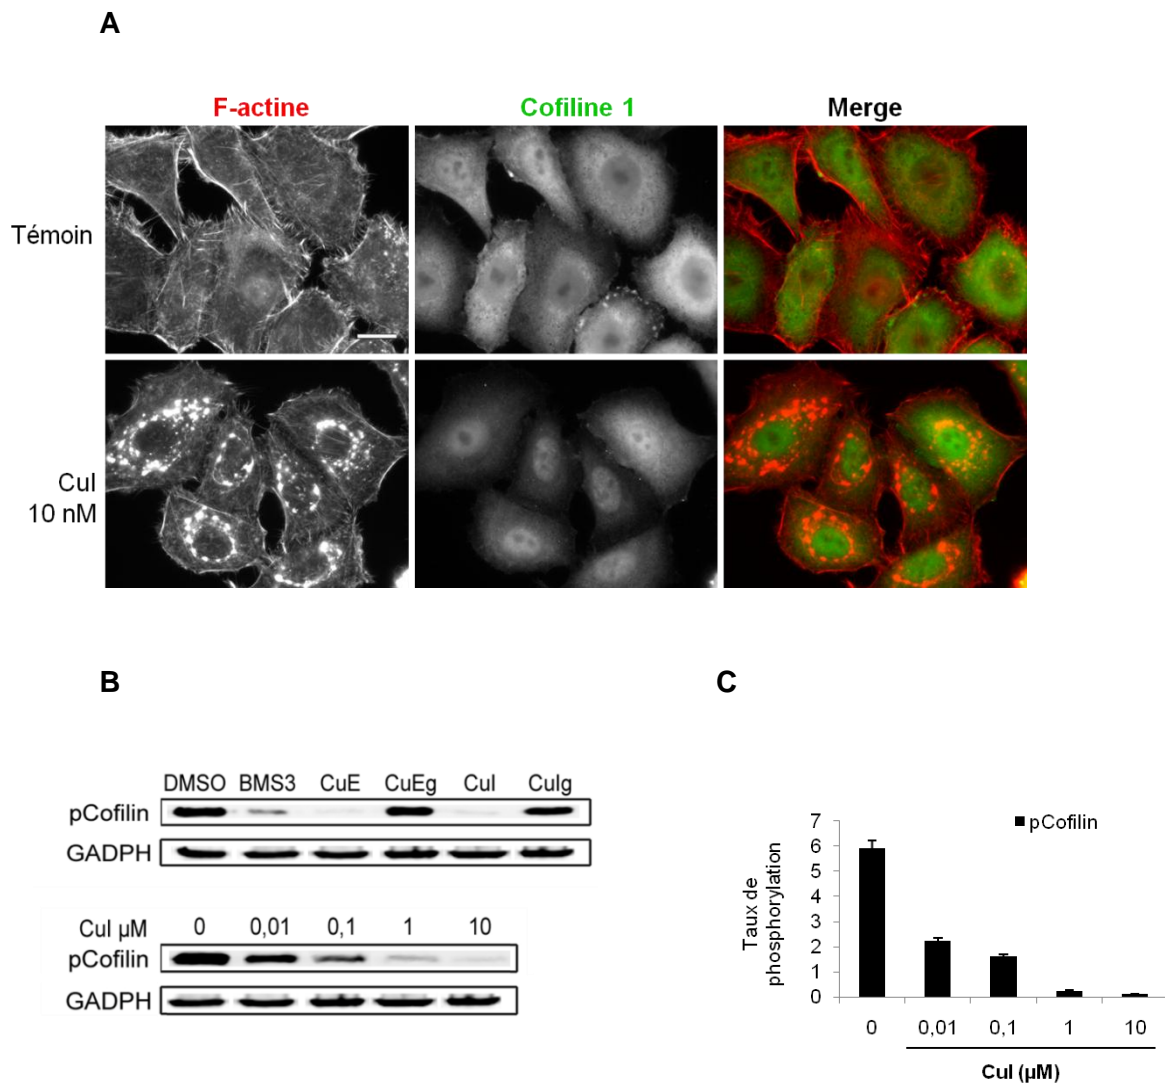 A
F-actine Cofiline 1 Merge
Témoin
CuI
10 nM
B
C
DMSO BMS3 CuE CuEg CuI CuIg
pCofilin
GADPH
CuI µM 0 0,01 0,1 1 10
pCofilin
GADPH
7
6
5
4
3
2
1
0
Taux de
phosphorylation
pCofilin
0 0,01 0,1 1 10
CuI (µM)